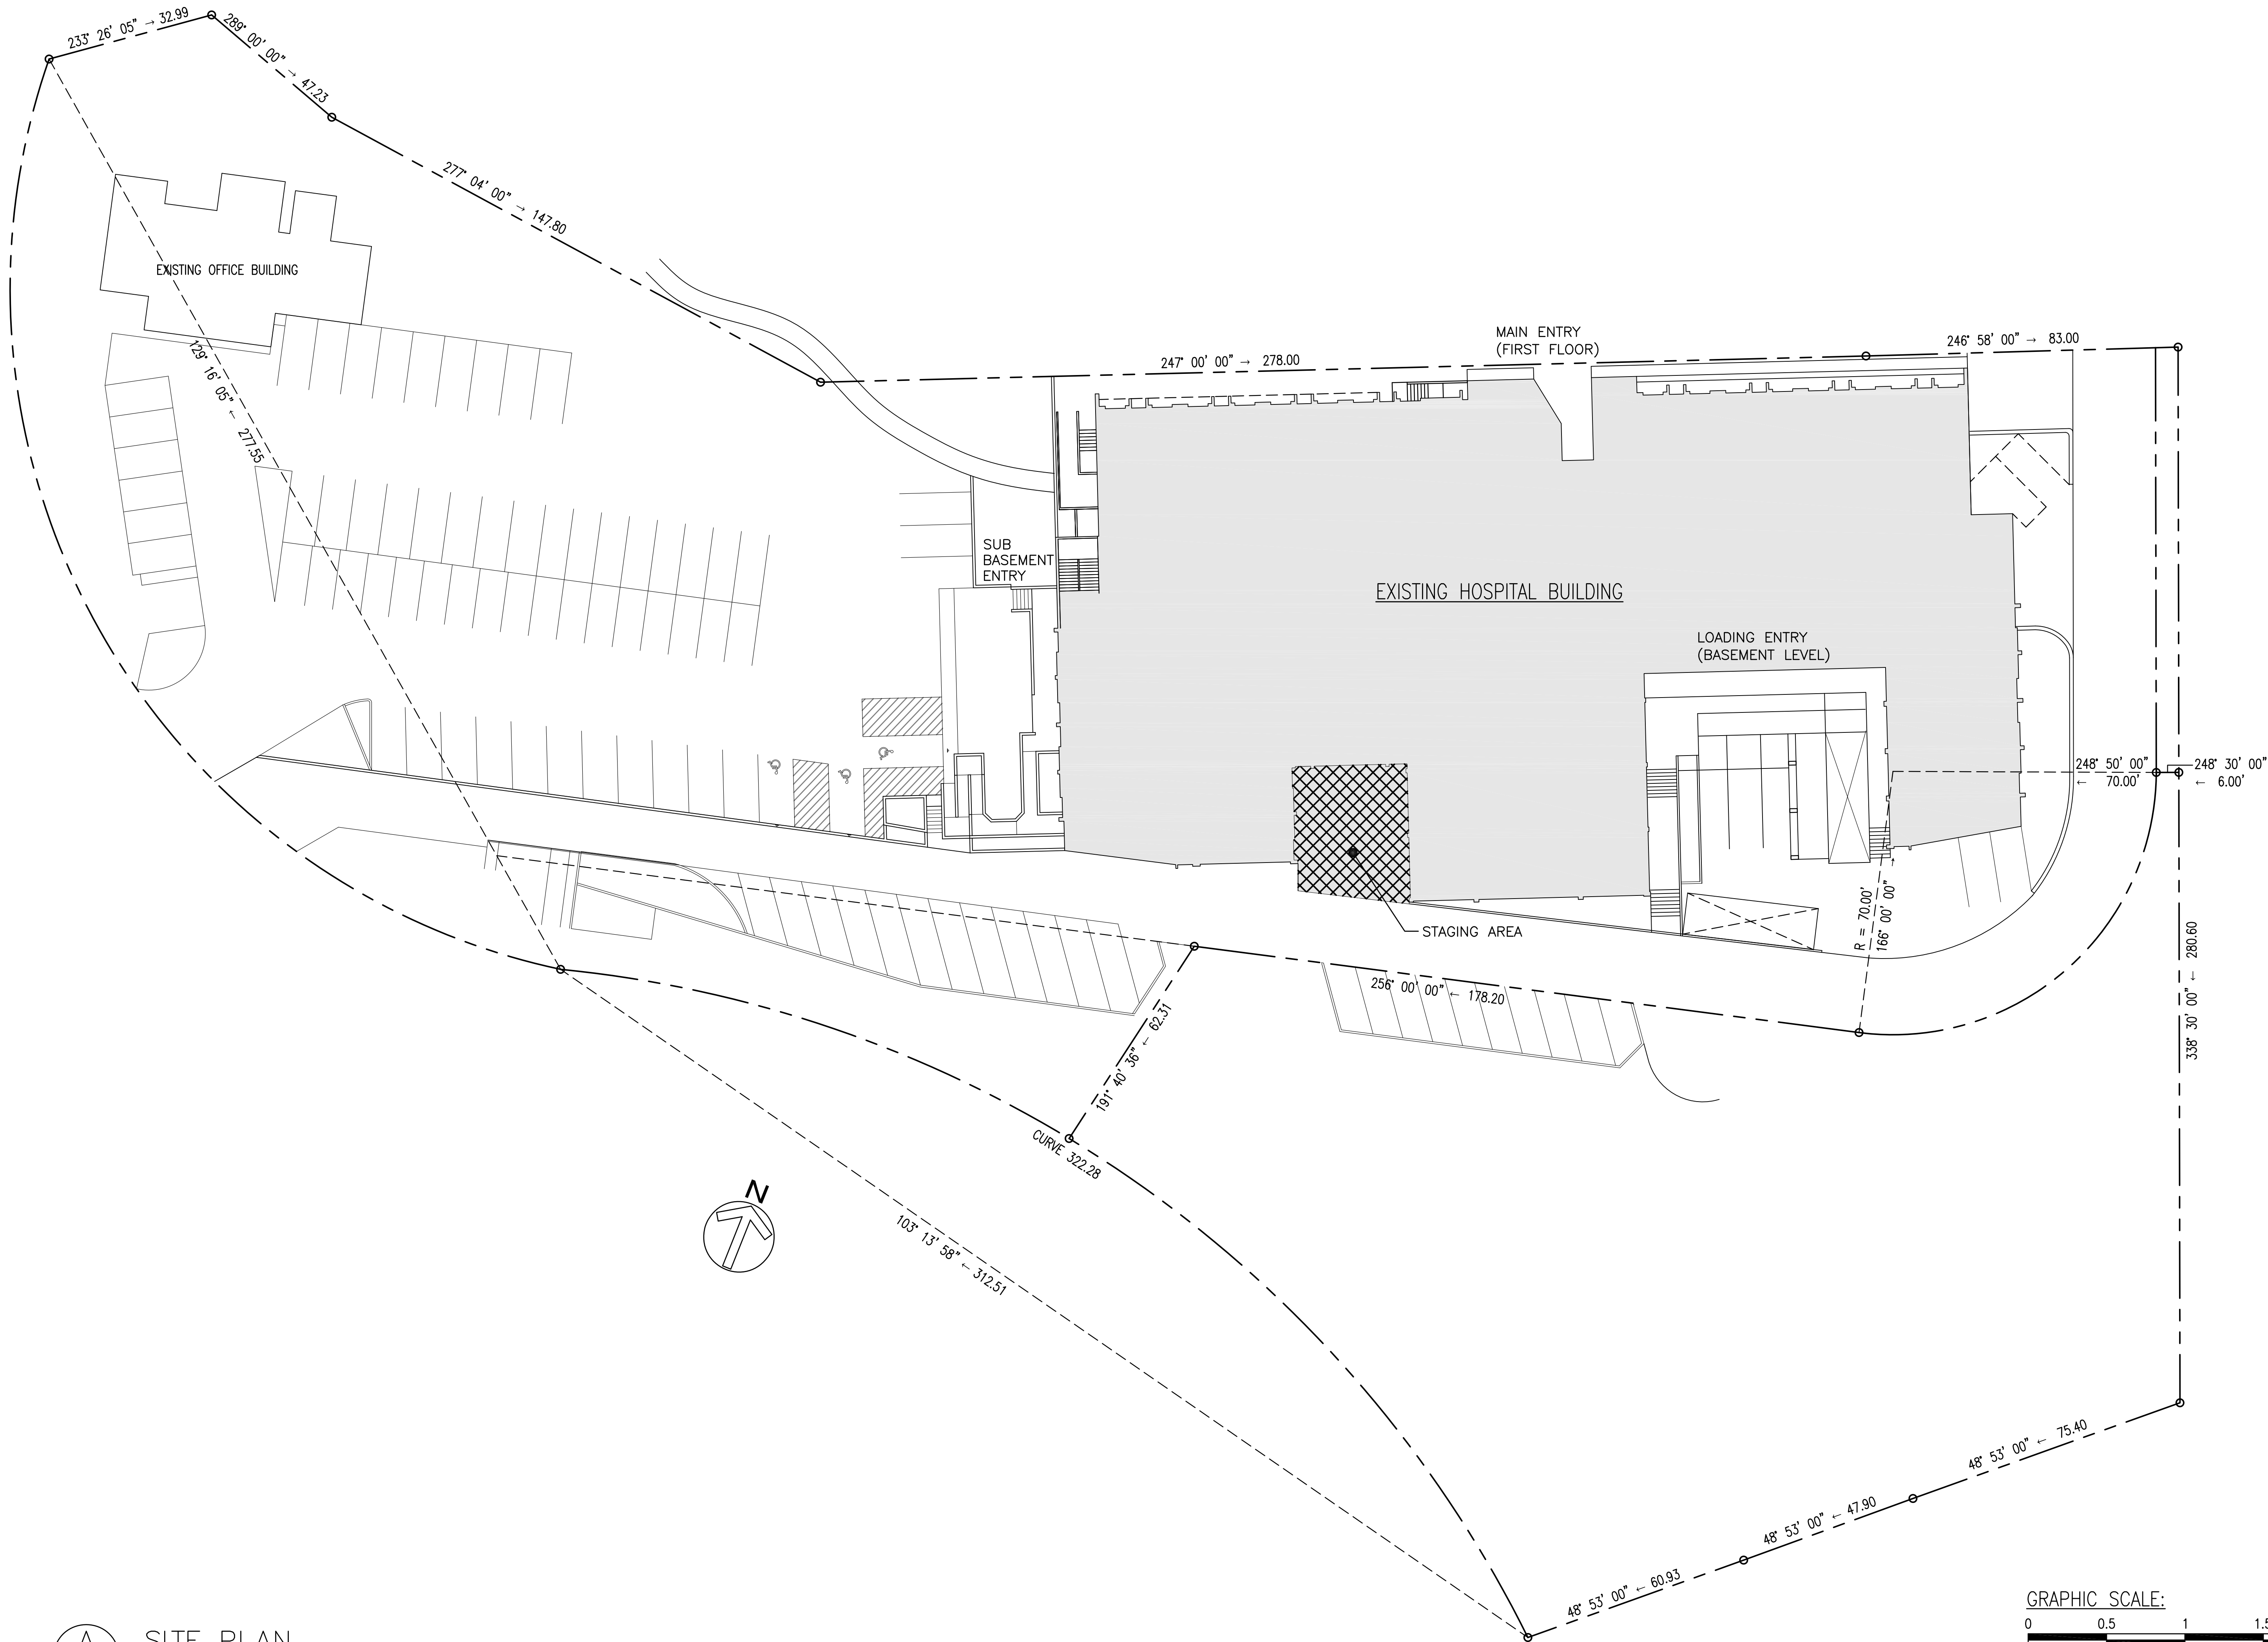 233° 26' 05" → 32.99
289° 00' 00" → 47.23
277° 04' 00" → 147.80
EXISTING OFFICE BUILDING
129° 16' 05" ← 277.55
247° 00' 00" → 278.00
MAIN ENTRY
(FIRST FLOOR)
246° 58' 00" → 83.00
SUB
BASEMENT
ENTRY
EXISTING HOSPITAL BUILDING
LOADING ENTRY
(BASEMENT LEVEL)
248° 50' 00"
← 70.00'
248° 30' 00"
← 6.00'
R = 70.00'
166° 00' 00" →
STAGING AREA
338° 30' 00" ← 280.60
256° 00' 00" ← 178.20
191° 40' 36" ← 62.31
CURVE 322.28
N
103° 13' 58" ← 312.51
48° 53' 00" ← 75.40
48° 53' 00" ← 47.90
48° 53' 00" ← 60.93
GRAPHIC SCALE:
0 0.5 1 1.5
A
SITE PLAN